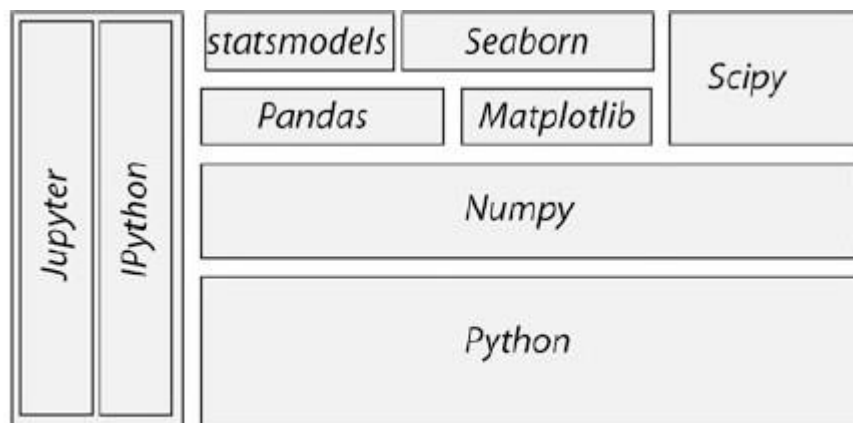 Jupyter
IPython
statsmodels
Seaborn
Scipy
Pandas
Matplotlib
Numpy
Python